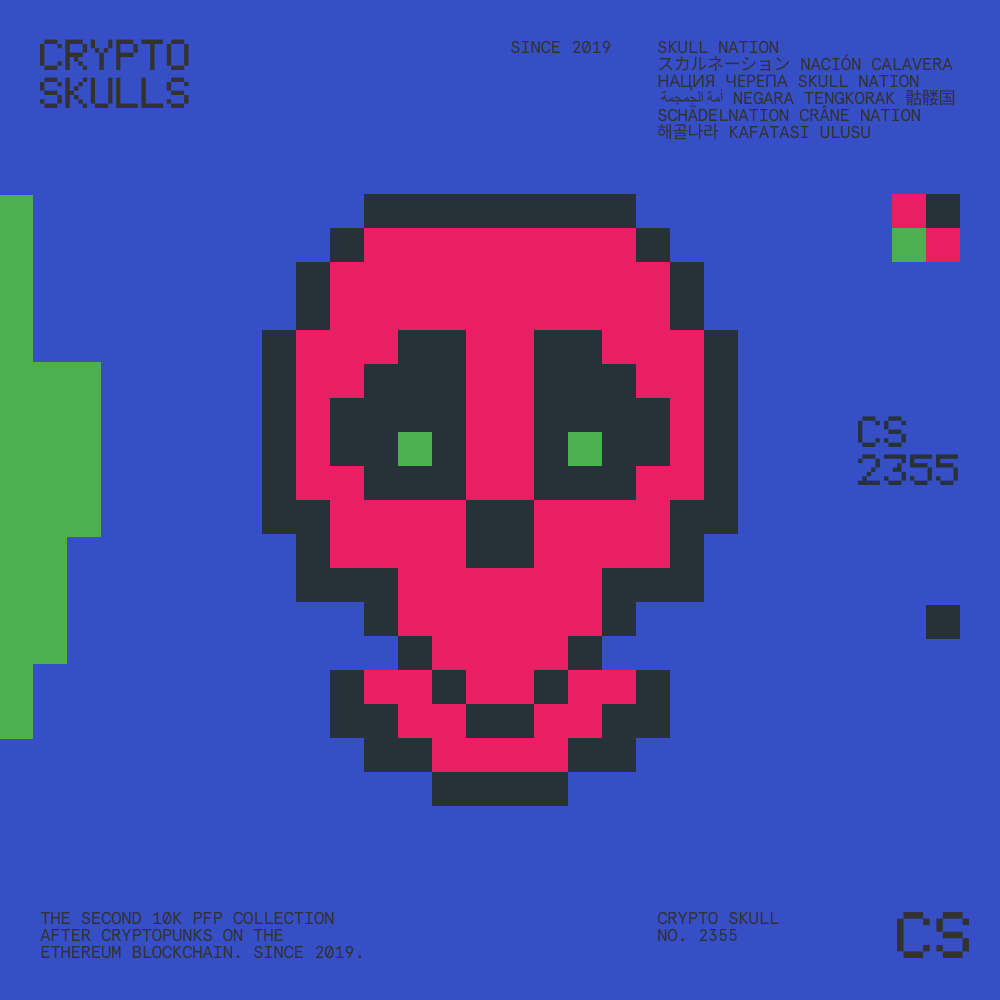 CRYPTO
SKULLS
SINCE 2019
SKULL NATION
スカルネーション NACIÓN CALAVERA
НАЦИЯ ЧЕРЕПА SKULL NATION
أمة الجمجمة NEGARA TENGKORAK 骷髅国
SCHÄDELNATION CRÂNE NATION
해골나라 KAFATASI ULUSU
CS
2355
THE SECOND 10K PFP COLLECTION
AFTER CRYPTOPUNKS ON THE
ETHEREUM BLOCKCHAIN. SINCE 2019.
CRYPTO SKULL
NO. 2355
CS